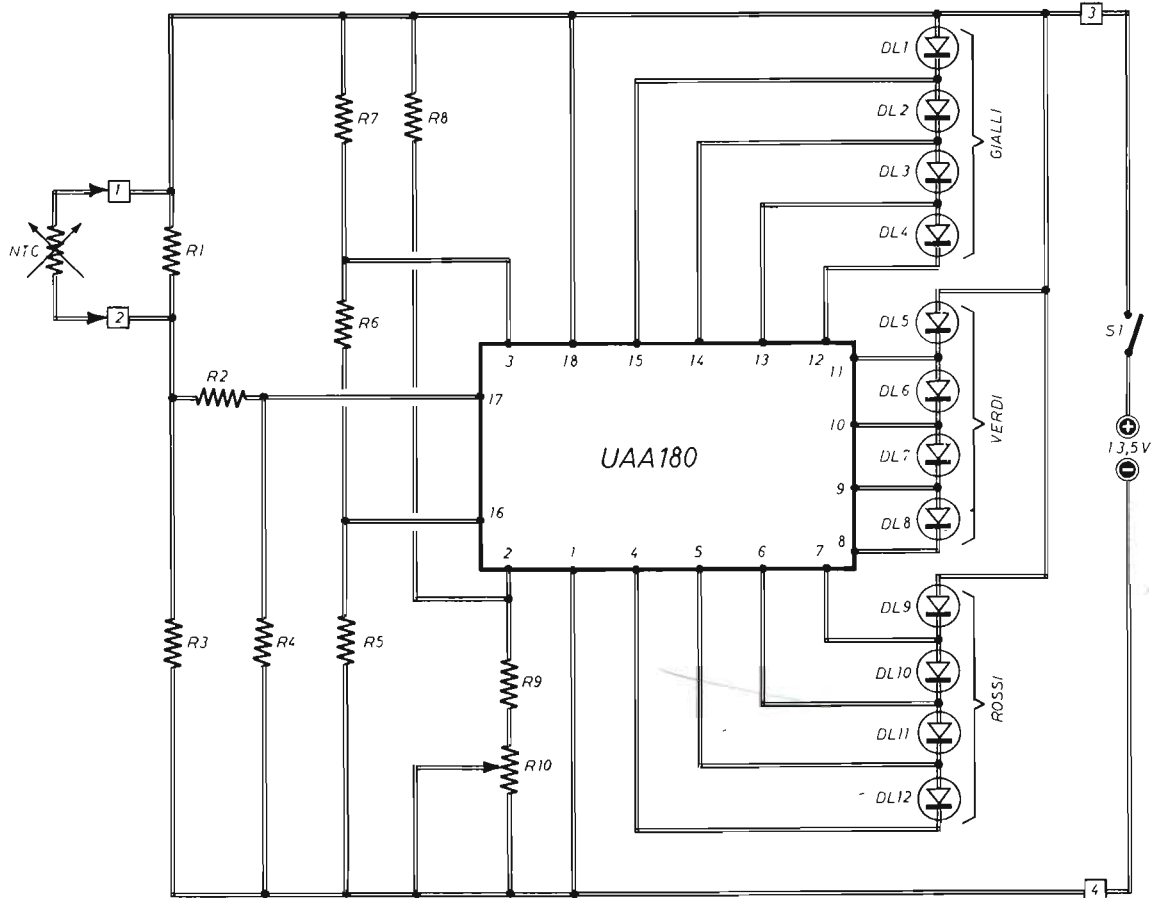 3
DL1
DL2
DL3
DL4
GIALLI
R7
R8
1
NTC
R1
2
R6
R2
3
18
15
14
13
12
11
10
9
8
17
16
UAA180
2
1
4
5
6
7
DL5
DL6
DL7
DL8
VERDI
S1
+
13,5V
-
R3
R4
R5
R9
R10
DL9
DL10
DL11
DL12
ROSSI
4